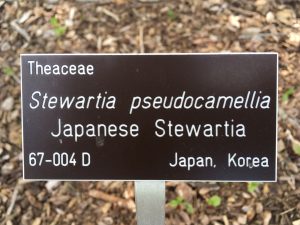 Theaceae
Stewartia pseudocamellia
Japanese Stewartia
67-004 D Japan, Korea